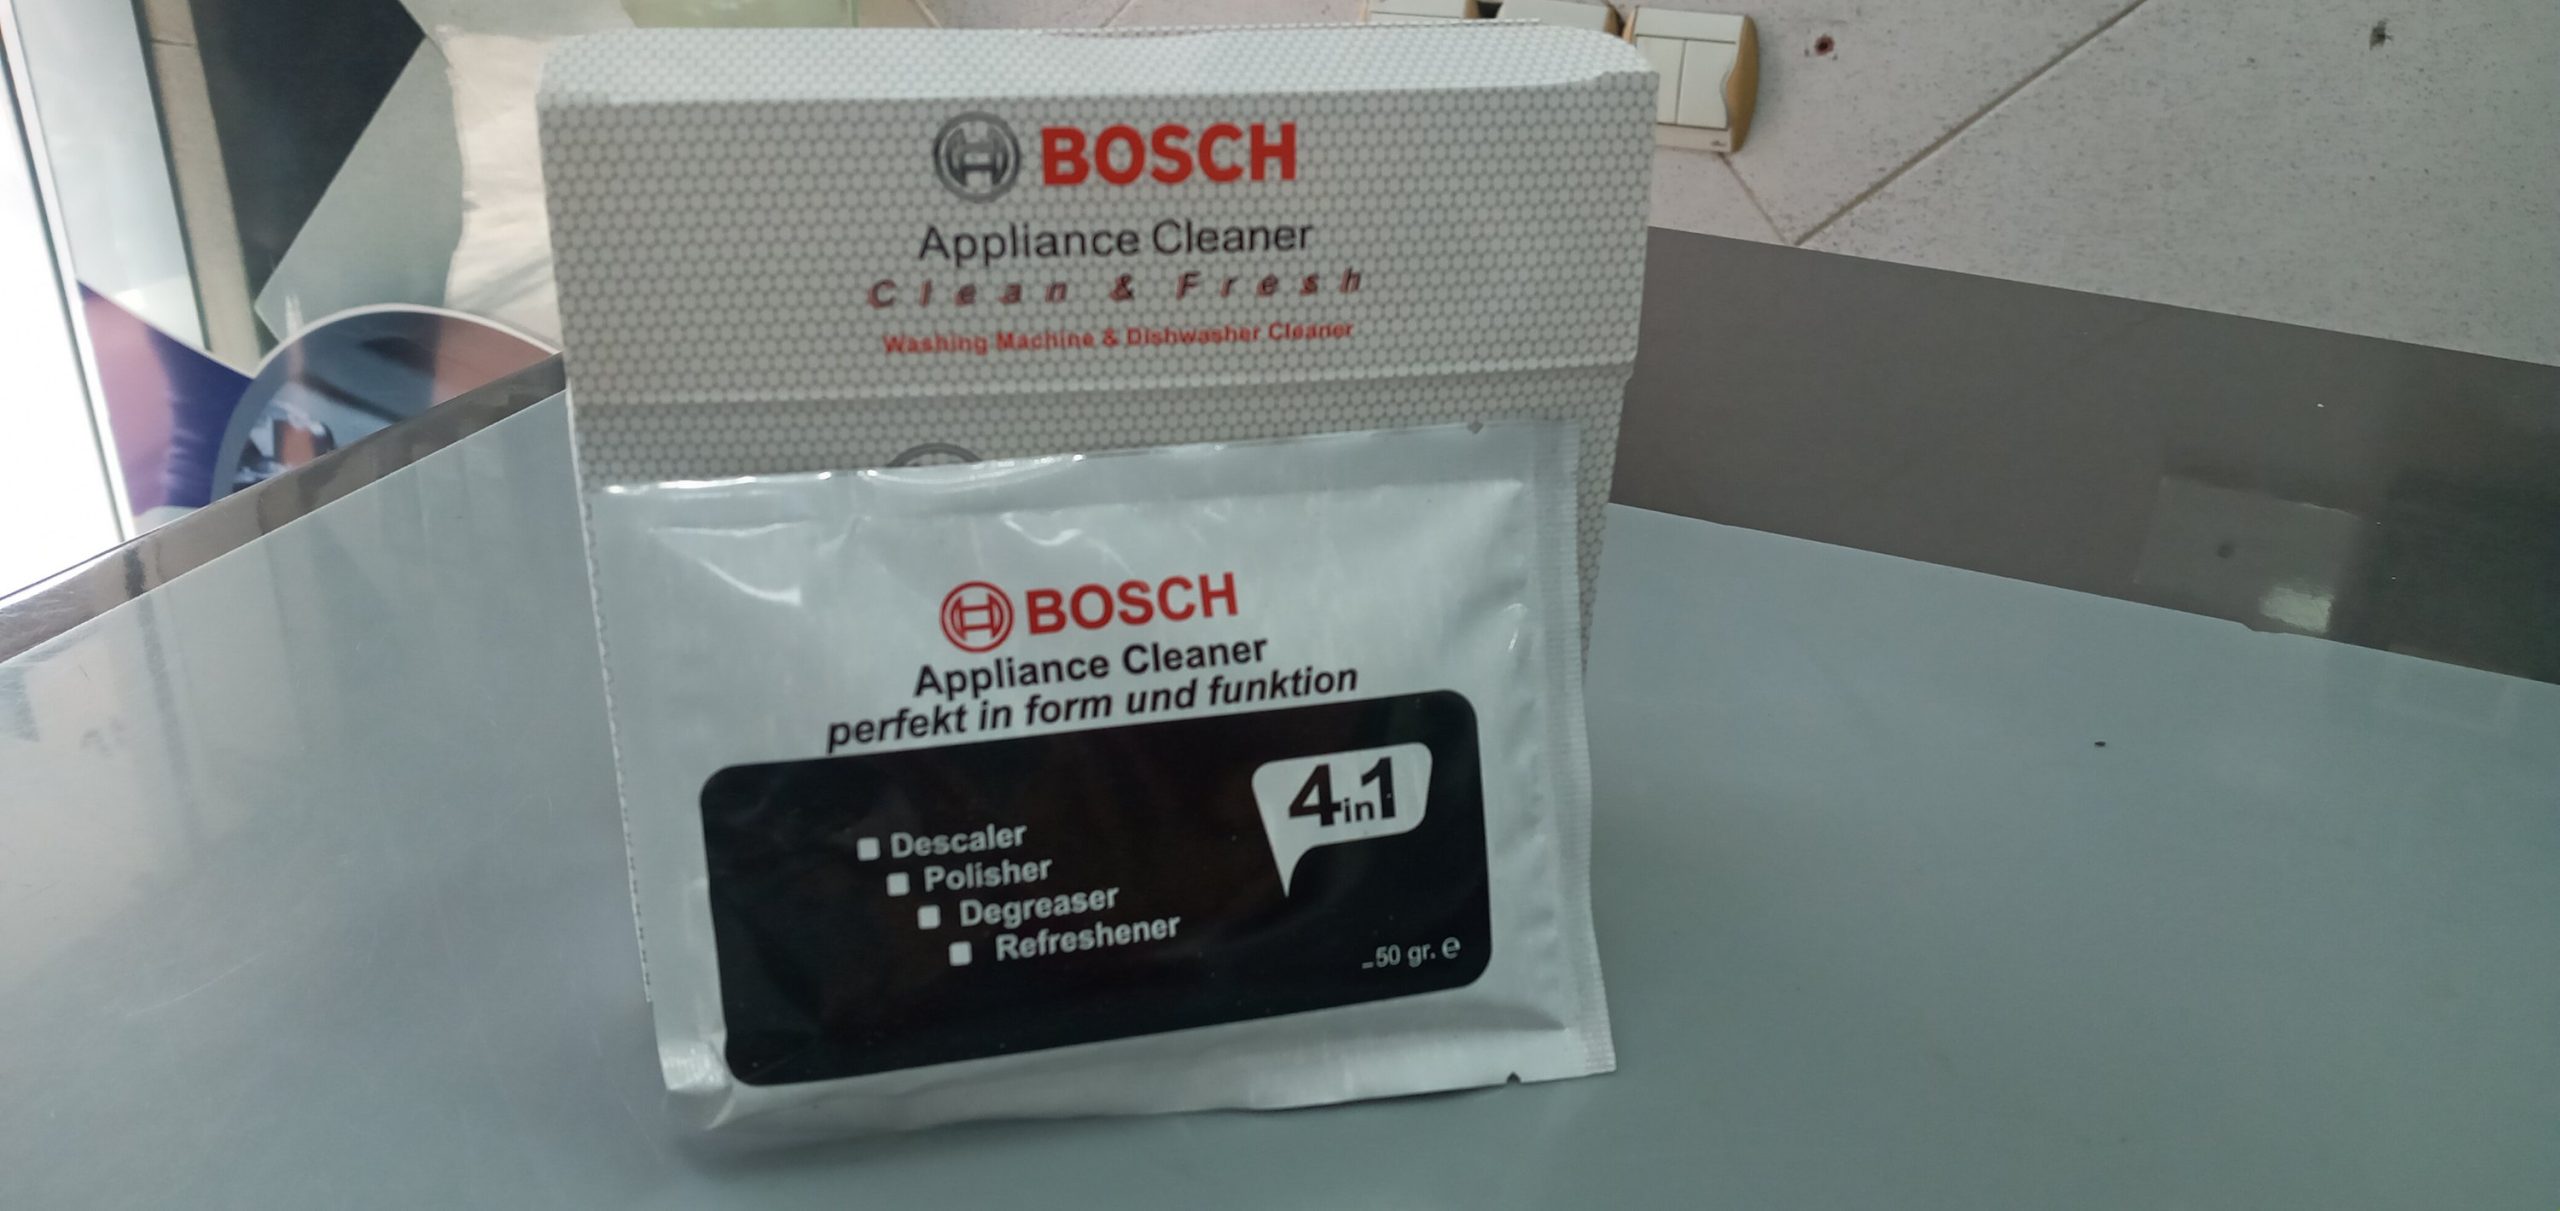 BOSCH
Appliance Cleaner
Clean & Fresh
Washing Machine & Dishwasher Cleaner
BOSCH
Appliance Cleaner
perfekt in form und funktion
4in1
Descaler
Polisher
Degreaser
Refreshener
50 gr. ℮